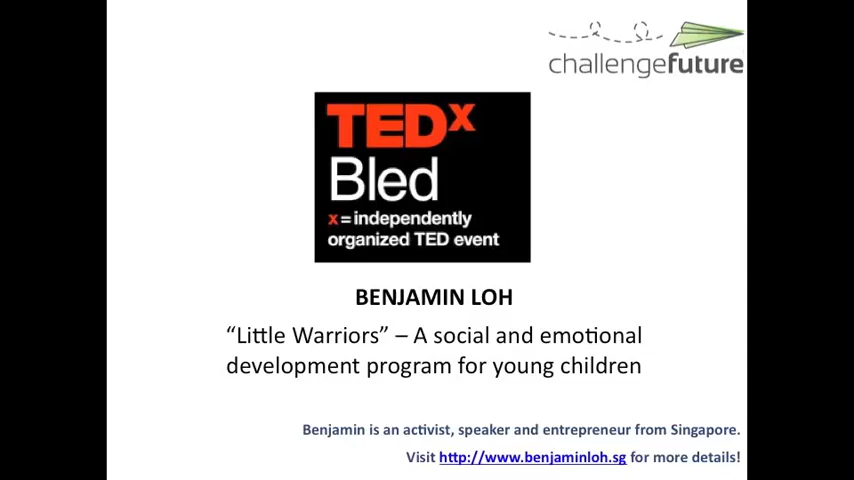 challengefuture
TEDx
Bled
x = independently
organized TED event
BENJAMIN LOH
“Little Warriors” – A social and emotional
development program for young children
Benjamin is an activist, speaker and entrepreneur from Singapore.
Visit http://www.benjaminloh.sg for more details!